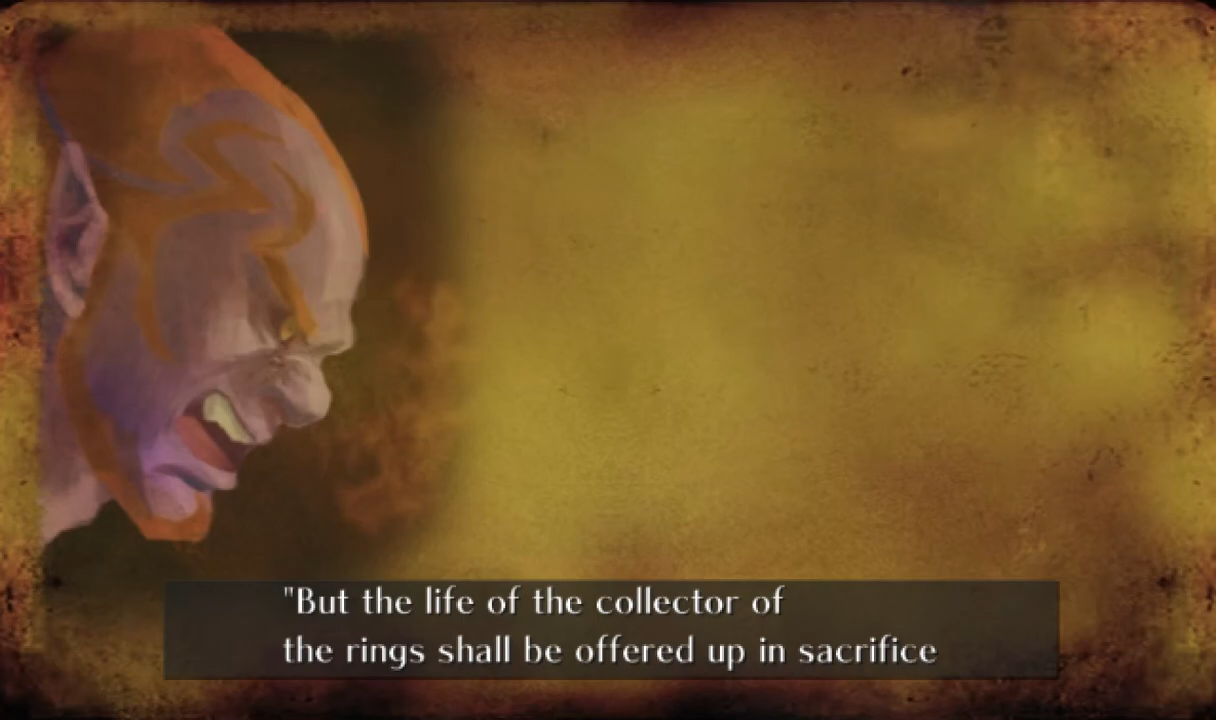 "But the life of the collector of
the rings shall be offered up in sacrifice